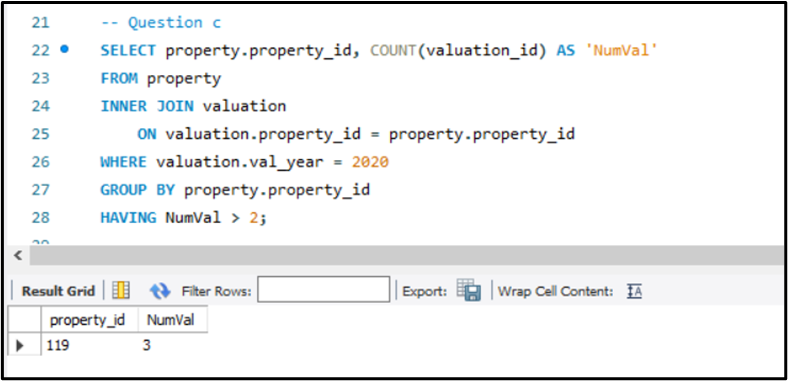 21 -- Question c
22 SELECT property.property_id, COUNT(valuation_id) AS 'NumVal'
23 FROM property
24 INNER JOIN valuation
25 ON valuation.property_id = property.property_id
26 WHERE valuation.val_year = 2020
27 GROUP BY property.property_id
28 HAVING NumVal > 2;
Result Grid Filter Rows: Export: Wrap Cell Content: IA
property_id NumVal
119 3